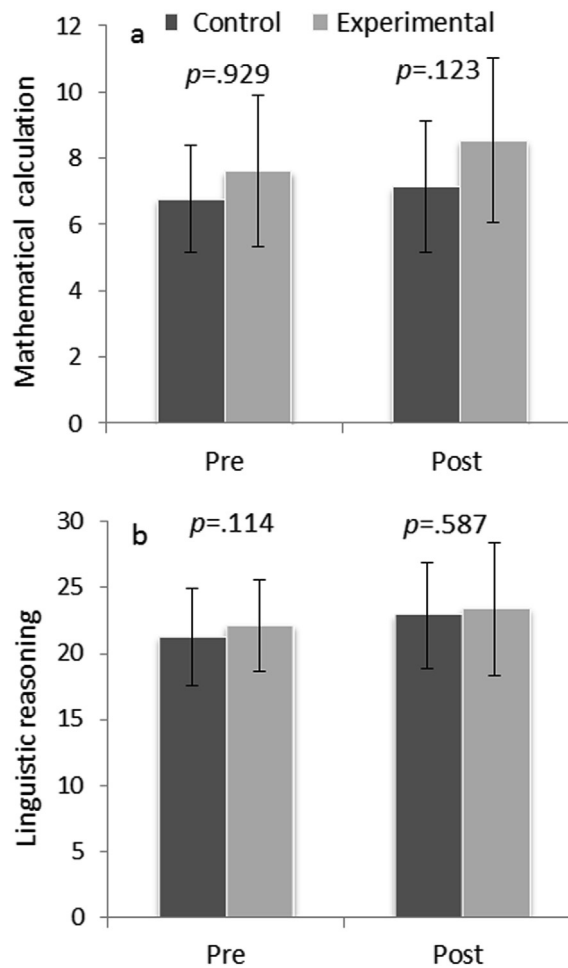 a Control Experimental
p=.929 p=.123
Mathematical calculation
12
10
8
6
4
2
0
Pre Post
b
p=.114 p=.587
Linguistic reasoning
30
25
20
15
10
5
0
Pre Post